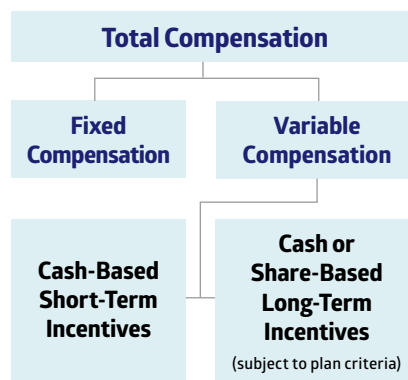 Total Compensation
Fixed
Compensation
Variable
Compensation
Cash-Based
Short-Term
Incentives
Cash or
Share-Based
Long-Term
Incentives
(subject to plan criteria)